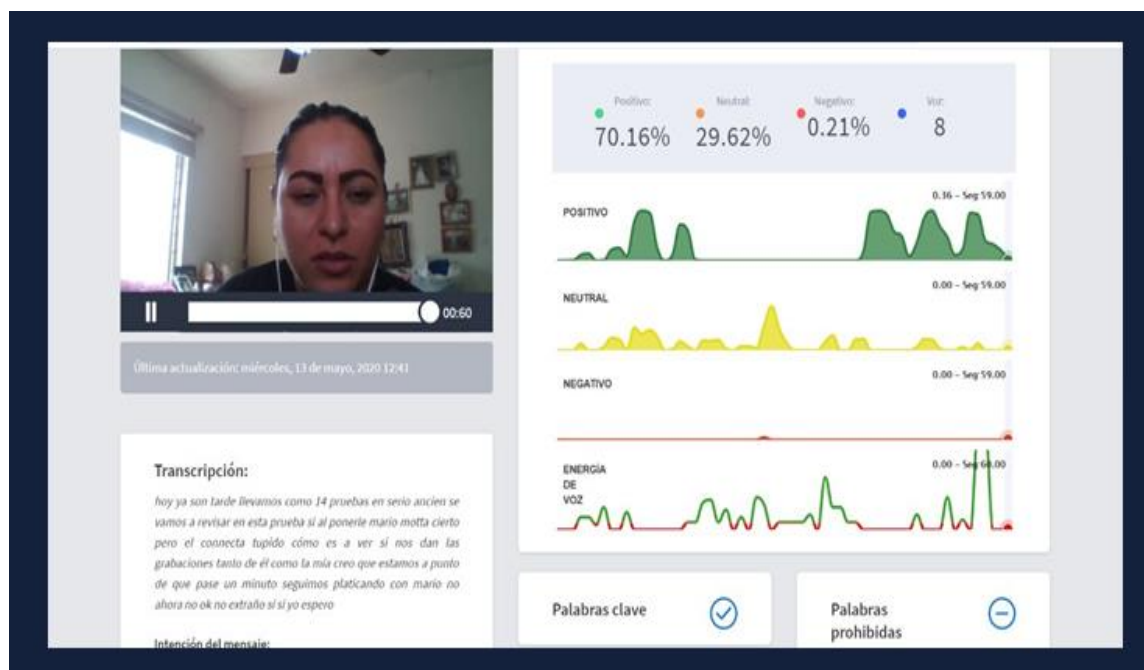 Positivo:
70.16%
Neutral:
29.62%
Negativo:
0.21%
Voz:
8
POSITIVO
0.36 – Seg 59.00
NEUTRAL
0.00 – Seg 59.00
NEGATIVO
0.00 – Seg 59.00
ENERGÍA
DE
VOZ
0.00 – Seg 60.00
00:60
Última actualización: miércoles, 13 de mayo, 2020 12:41
Transcripción:
hoy ya son tarde llevamos como 14 pruebas en serio ancien se
vamos a revisar en esta prueba si al ponerle mario motta cierto
pero el connecta tupido cómo es a ver si nos dan las
grabaciones tanto de él como la mía creo que estamos a punto
de que pase un minuto seguimos platicando con mario no
ahora no ok no extraño sí sí yo espero
Intención del mensaje:
Palabras clave
Palabras
prohibidas